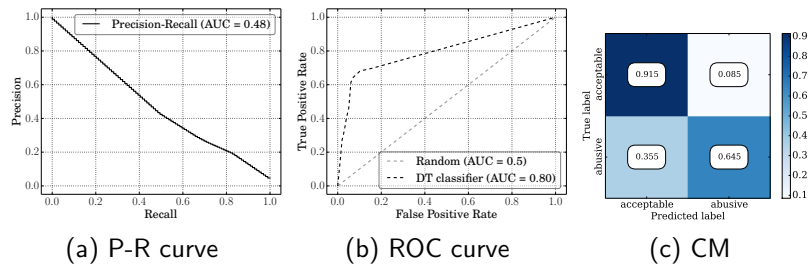 Precision-Recall (AUC = 0.48)
1.0
0.8
0.6
0.4
0.2
0.0
Precision
0.0 0.2 0.4 0.6 0.8 1.0
Recall
(a) P-R curve
1.0
0.8
0.6
0.4
0.2
0.0
True Positive Rate
Random (AUC = 0.5)
DT classifier (AUC = 0.80)
0.0 0.2 0.4 0.6 0.8 1.0
False Positive Rate
(b) ROC curve
True label
acceptable
abusive
0.915 0.085
0.355 0.645
acceptable abusive
Predicted label
0.9
0.8
0.7
0.6
0.5
0.4
0.3
0.2
0.1
(c) CM